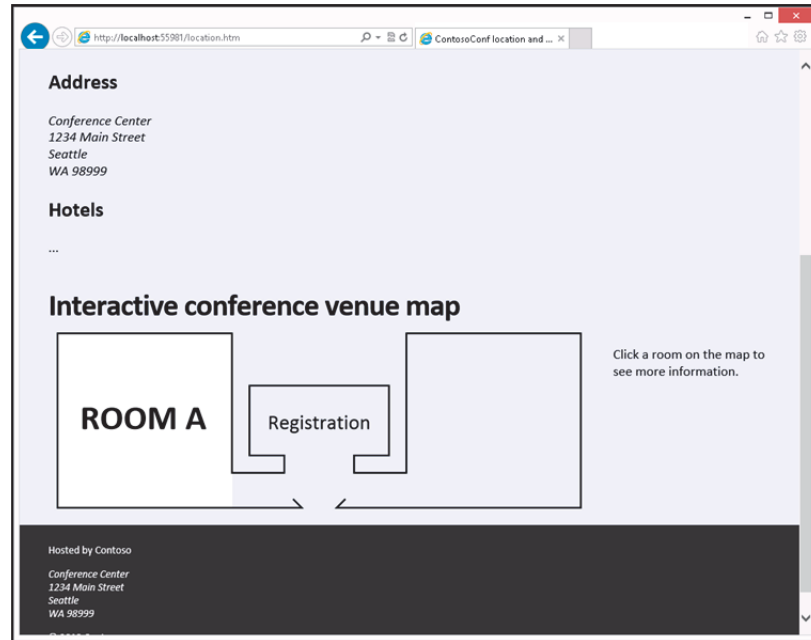 http://localhost:55981/location.htm
ContosoConf location and ...
Address
Conference Center
1234 Main Street
Seattle
WA 98999
Hotels
...
Interactive conference venue map
ROOM A
Registration
Click a room on the map to
see more information.
Hosted by Contoso
Conference Center
1234 Main Street
Seattle
WA 98999